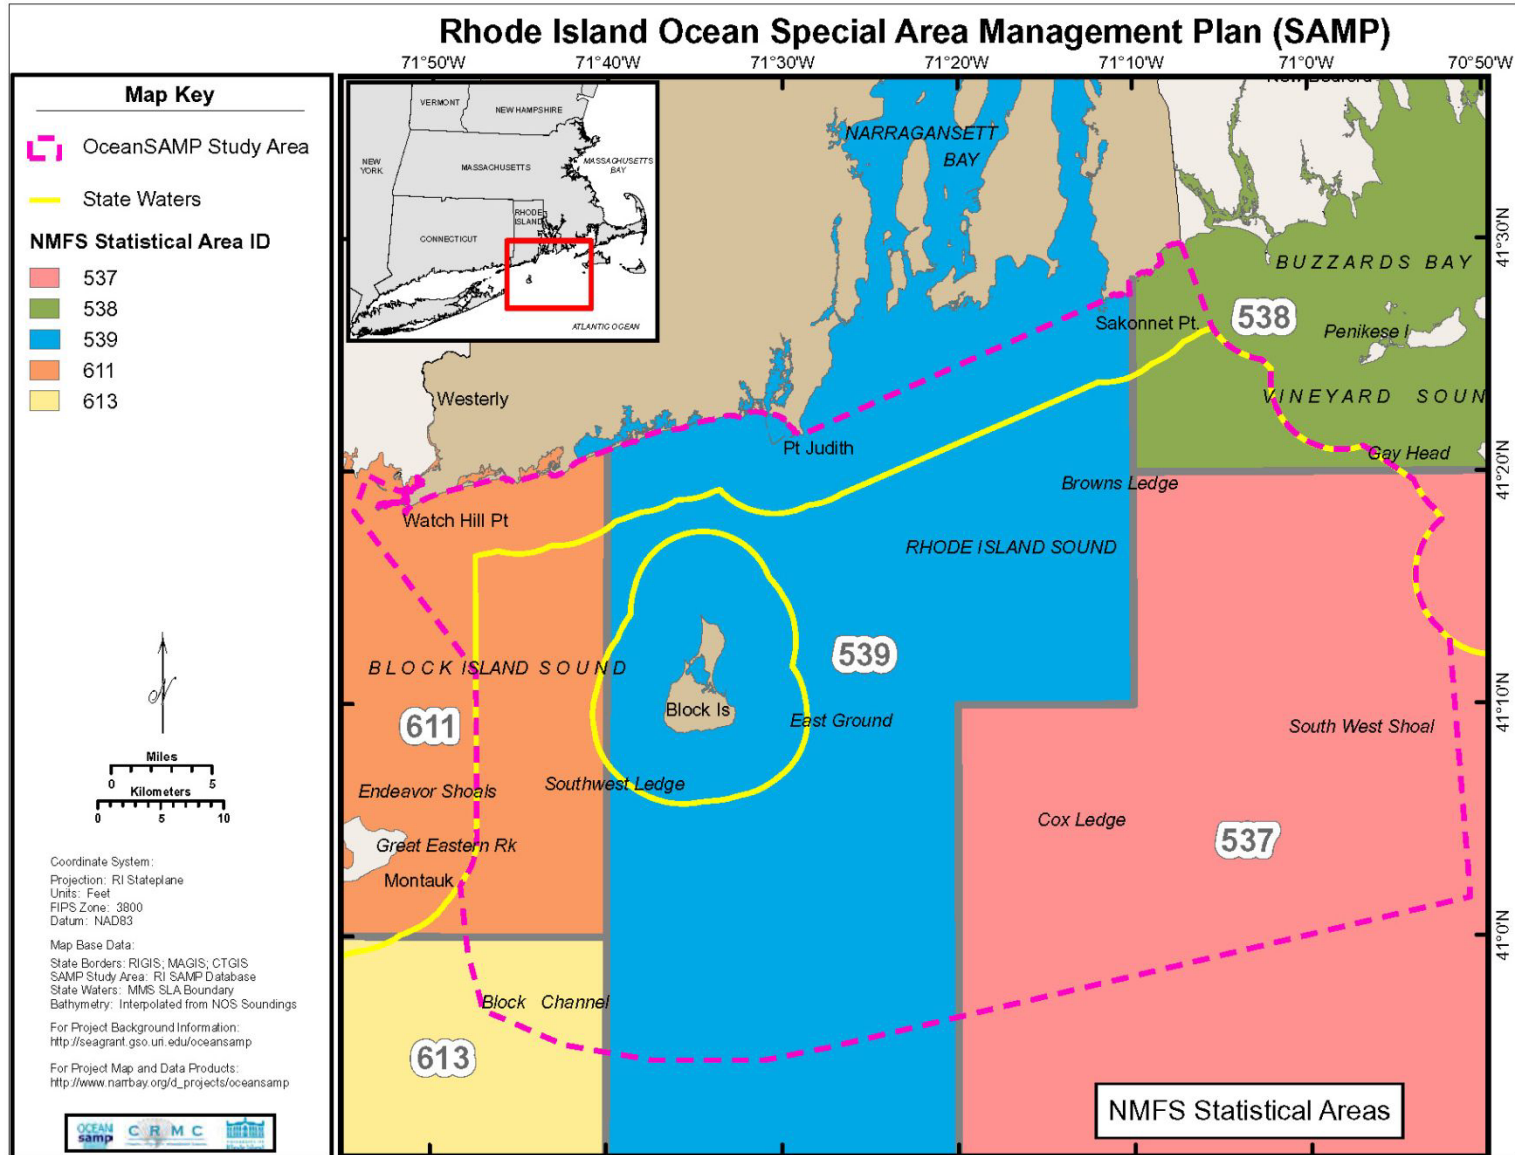 Rhode Island Ocean Special Area Management Plan (SAMP)
71°50'W 71°40'W 71°30'W 71°20'W 71°10'W 70°50'W
Map Key
OceanSAMP Study Area
State Waters
NMFS Statistical Area ID
537
538
539
611
613
Miles
0 5
Kilometers
0 5 10
Coordinate System:
Projection: RI Stateplane
Units: Feet
FIPS Zone: 3800
Datum: NAD83
Map Base Data:
State Borders: RIGIS; MAGIS; CTGIS
SAMP Study Area: RI SAMP Database
State Waters: MMS SLA Boundary
Bathymetry: Interpolated from NOS Soundings
For Project Background Information:
http://seagrant.gso.uri.edu/oceansamp
For Project Map and Data Products:
http://www.narrbay.org/d_projects/oceansamp
OCEAN
samp
C R M C
VERMONT
NEW HAMPSHIRE
NEW
YORK
MASSACHUSETTS
MASSACHUSETTS
BAY
RHODE
ISLAND
CONNECTICUT
ATLANTIC OCEAN
NARRAGANSETT
BAY
New Bedford
41°30'N
BUZZARDS BAY
538
Penikese I
Sakonnet Pt.
VINEYARD SOUN
Westerly
Pt Judith
Gay Head
41°20'N
Browns Ledge
Watch Hill Pt
RHODE ISLAND SOUND
539
BLOCK ISLAND SOUND
Block Is
East Ground
611
South West Shoal
41°10'N
Endeavor Shoals
Southwest Ledge
Cox Ledge
537
Great Eastern Rk
Montauk
41°0'N
Block Channel
613
NMFS Statistical Areas